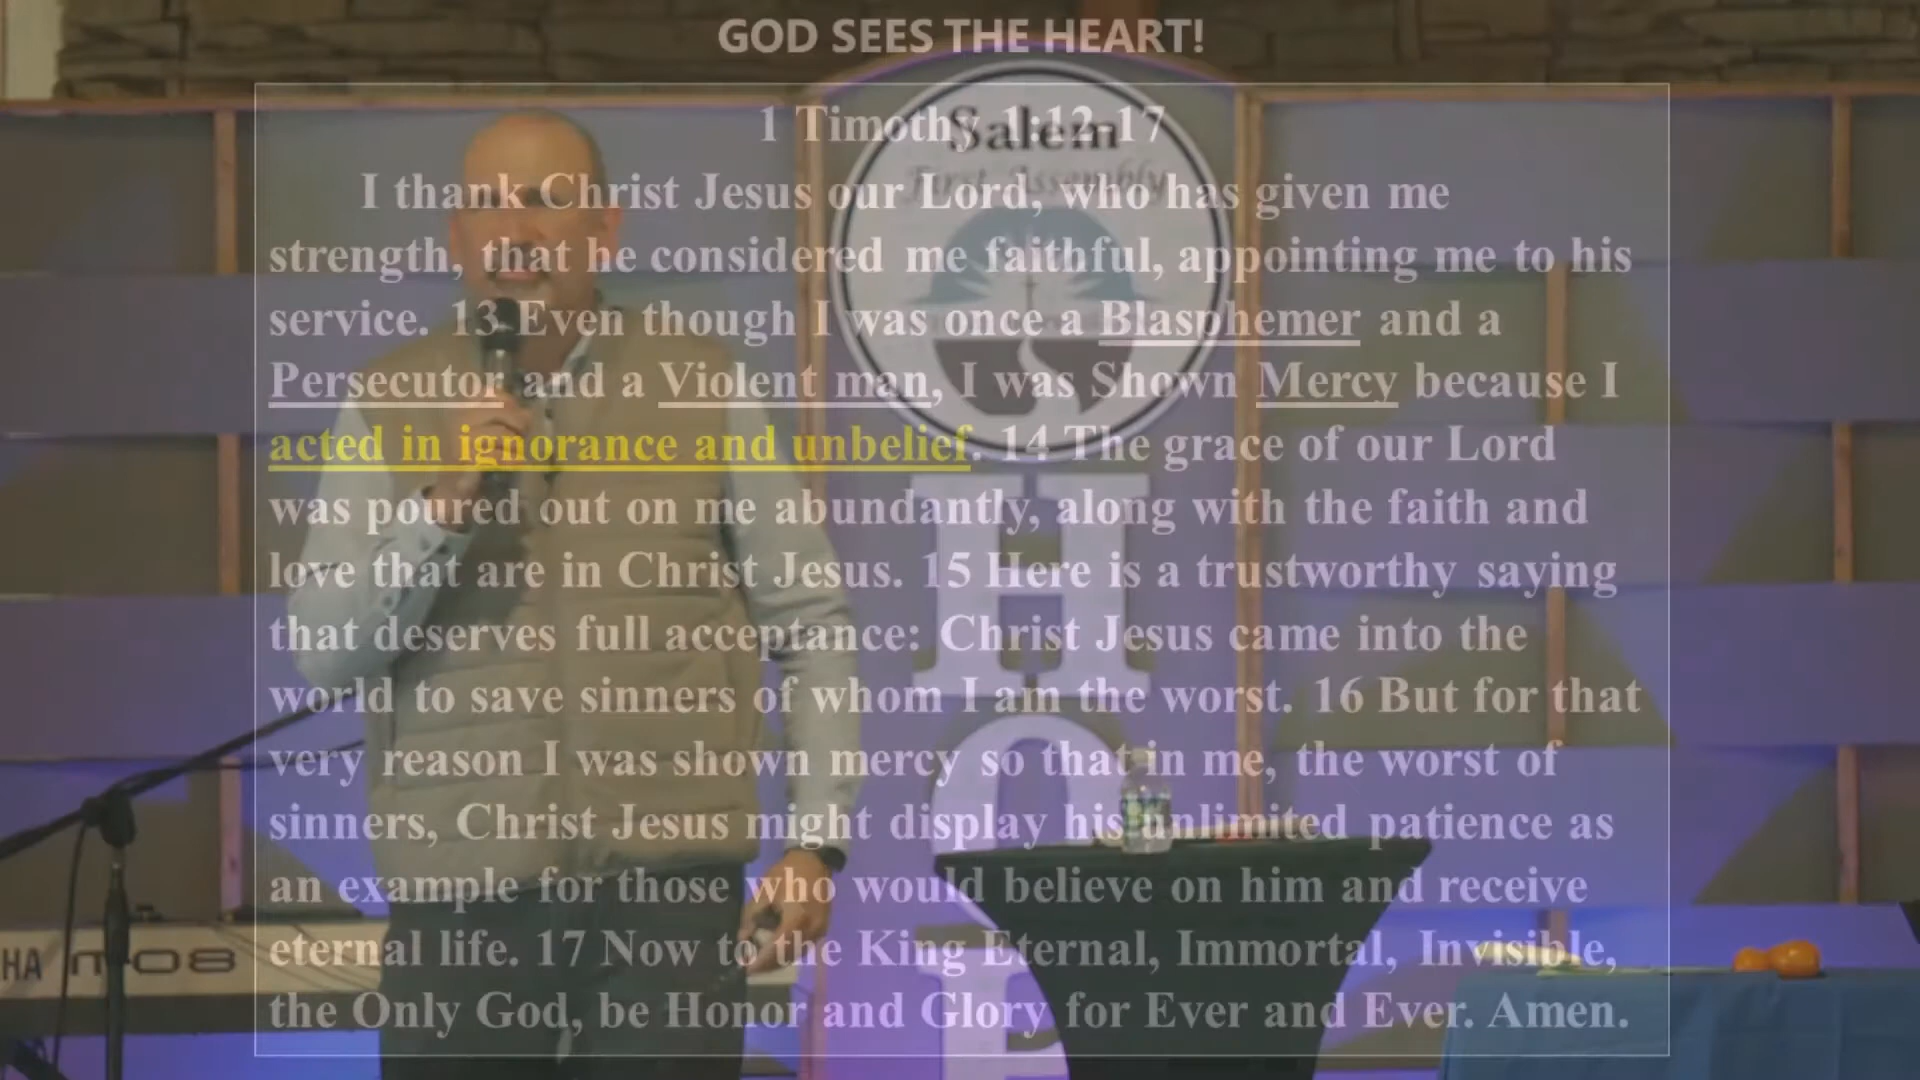 GOD SEES THE HEART!
1 Timothy 1:12-17
I thank Christ Jesus our Lord, who has given me
strength, that he considered me faithful, appointing me to his
service. 13 Even though I was once a Blasphemer and a
Persecutor and a Violent man, I was Shown Mercy because I
acted in ignorance and unbelief. 14 The grace of our Lord
was poured out on me abundantly, along with the faith and
love that are in Christ Jesus. 15 Here is a trustworthy saying
that deserves full acceptance: Christ Jesus came into the
world to save sinners of whom I am the worst. 16 But for that
very reason I was shown mercy so that in me, the worst of
sinners, Christ Jesus might display his unlimited patience as
an example for those who would believe on him and receive
eternal life. 17 Now to the King Eternal, Immortal, Invisible,
the Only God, be Honor and Glory for Ever and Ever. Amen.
Salem
First Assembly
H
O
HA MO8